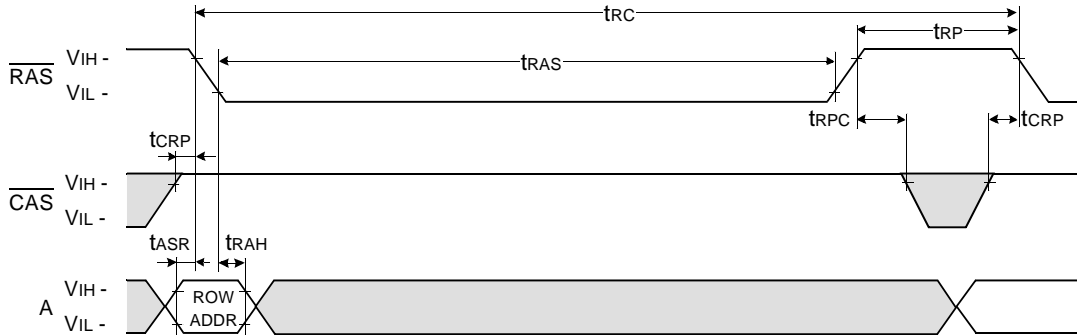 tRC
tRP
RAS
VIH -
VIL -
tRAS
tCRP
tRPC
tCRP
CAS
VIH -
VIL -
tASR
tRAH
A
VIH -
VIL -
ROW
ADDR